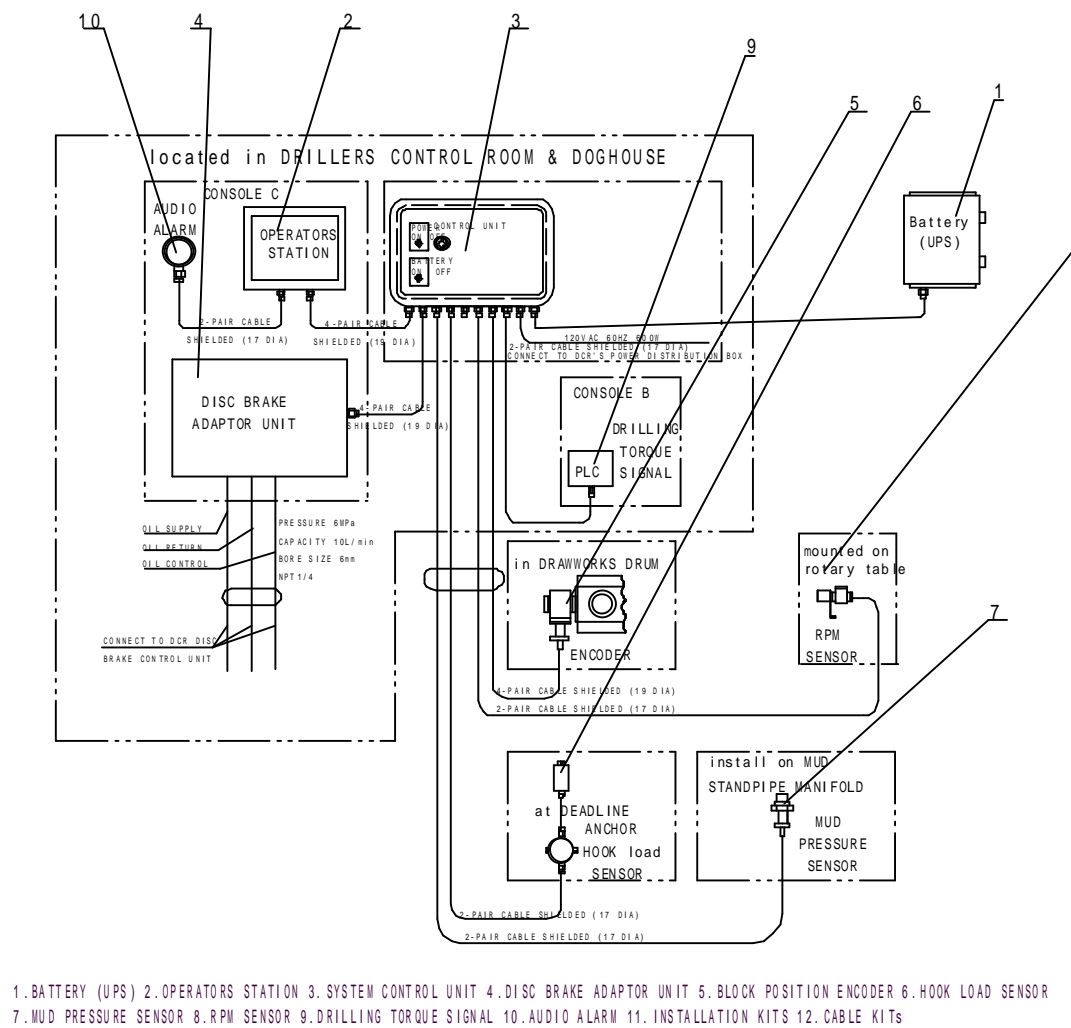 10
4
2
3
9
5
6
1
located in DRILLERS CONTROL ROOM & DOGHOUSE
CONSOLE C
AUDIO
ALARM
OPERATORS
STATION
CONTROL UNIT
POWER
ON OFF
BATTERY
ON OFF
Battery
(UPS)
2-PAIR CABLE
SHIELDED (17 DIA)
4-PAIR CABLE
SHIELDED (19 DIA)
120VAC 60HZ 600W
2-PAIR CABLE SHIELDED (17 DIA)
CONNECT TO DCR'S POWER DISTRIBUTION BOX
DISC BRAKE
ADAPTOR UNIT
4-PAIR CABLE
SHIELDED (19 DIA)
CONSOLE B
DRILLING
TORQUE
SIGNAL
PLC
OIL SUPPLY
OIL RETURN
OIL CONTROL
PRESSURE 6MPa
CAPACITY 10L/min
BORE SIZE 6mm
NPT1/4
CONNECT TO DCR DISC
BRAKE CONTROL UNIT
in DRAWWORKS DRUM
ENCODER
mounted on
rotary table
RPM
SENSOR
7
4-PAIR CABLE SHIELDED (19 DIA)
2-PAIR CABLE SHIELDED (17 DIA)
at DEADLINE
ANCHOR
HOOK load
SENSOR
install on MUD
STANDPIPE MANIFOLD
MUD
PRESSURE
SENSOR
2-PAIR CABLE SHIELDED (17 DIA)
2-PAIR CABLE SHIELDED (17 DIA)
1.BATTERY (UPS) 2.OPERATORS STATION 3.SYSTEM CONTROL UNIT 4.DISC BRAKE ADAPTOR UNIT 5.BLOCK POSITION ENCODER 6.HOOK LOAD SENSOR
7.MUD PRESSURE SENSOR 8.RPM SENSOR 9.DRILLING TORQUE SIGNAL 10.AUDIO ALARM 11.INSTALLATION KITS 12.CABLE KITs